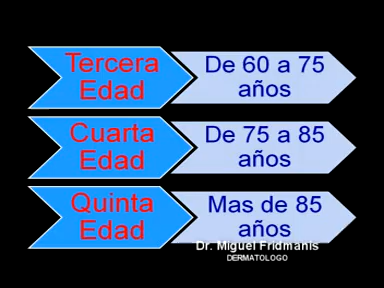 Tercera
Edad
De 60 a 75
años
Cuarta
Edad
De 75 a 85
años
Quinta
Edad
Mas de 85
años
Dr. Miguel Fridmanis
DERMATOLOGO